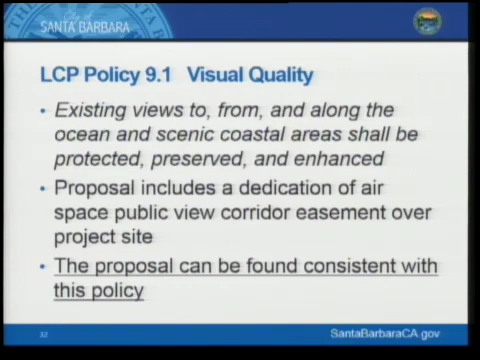 City of
SANTA BARBARA
LCP Policy 9.1 Visual Quality
• Existing views to, from, and along the
ocean and scenic coastal areas shall be
protected, preserved, and enhanced
• Proposal includes a dedication of air
space public view corridor easement over
project site
• The proposal can be found consistent with
this policy
32
SantaBarbaraCA.gov